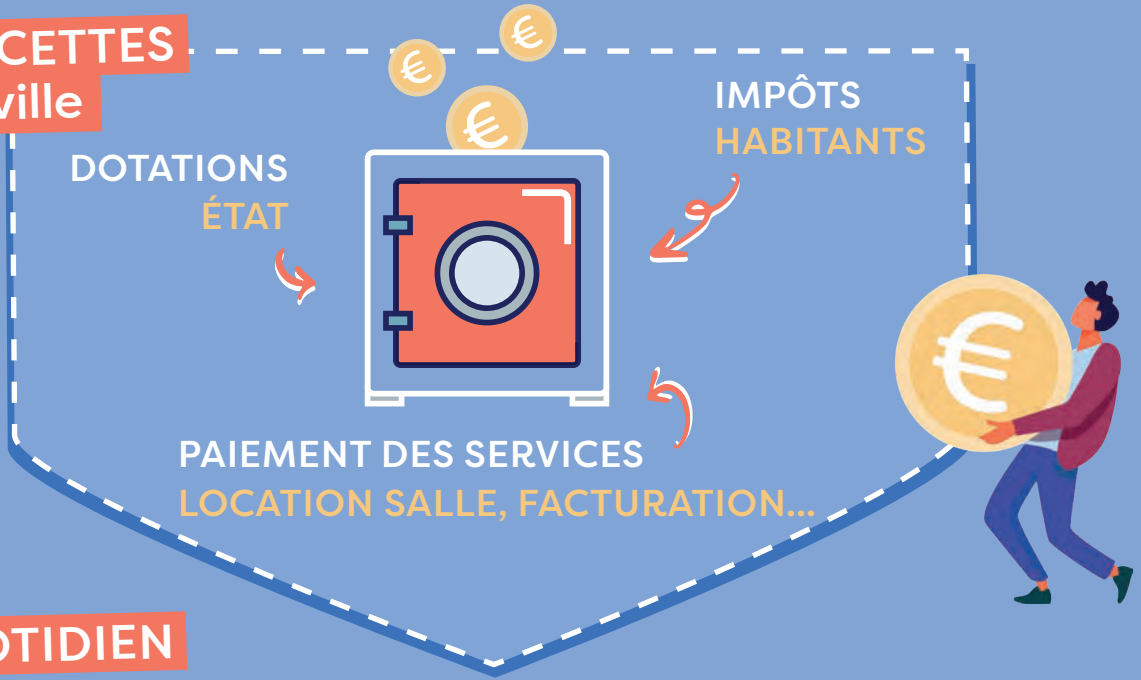 CETTES
ville
DOTATIONS
ÉTAT
IMPÔTS
HABITANTS
PAIEMENT DES SERVICES
LOCATION SALLE, FACTURATION...
OTIDIEN